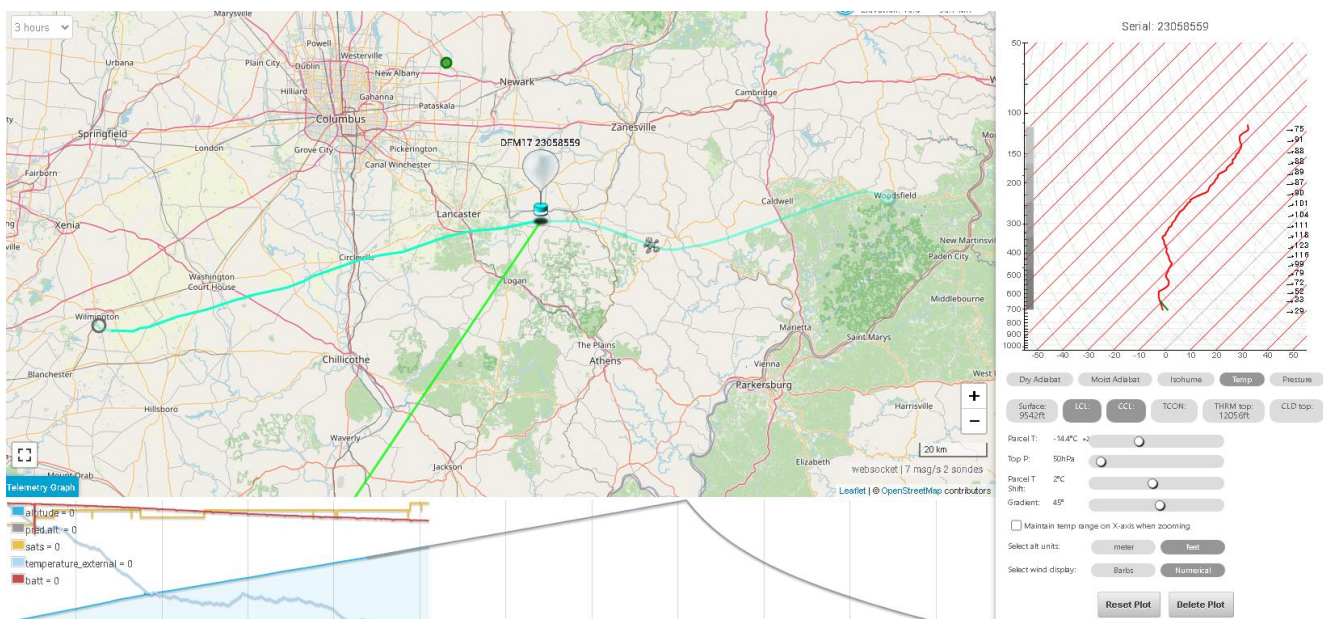 3 hours
Marysville
Urbana
Powell
Westerville
Plain City
Dublin
New Albany
Newark
Hilliard
Gahanna
Pataskala
Columbus
Springfield
London
Grove City
Pickerington
Canal Winchester
Zanesville
Cambridge
Fairborn
DFM17 23058559
Xenia
Lancaster
Caldwell
Woodsfield
Circleville
New Martinsv
Paden City
Washington
Court House
Logan
Middlebourne
Wilmington
Marietta
Saint Marys
Blanchester
Chillicothe
The Plains
Athens
Vienna
Parkersburg
West
Hillsboro
Harrisville
Waverly
Jackson
Elizabeth
Mount Orab
+
−
20 km
websocket | 7 msg/s 2 sondes
Leaflet | © OpenStreetMap contributors
Telemetry Graph
altitude = 0
pred.alt. = 0
sats = 0
temperature_external = 0
batt = 0
Serial: 23058559
50
100
150
200
300
400
500
600
700
800
900
1000
→75
→91
→88
→88
→89
→87
→90
→101
→104
→111
→118
→123
→116
→99
→79
→72
→52
→33
→29
-50 -40 -30 -20 -10 0 10 20 30 40 50
Dry Adiabat Moist Adiabat Isohume Temp Pressure
Surface: 9542ft LCL: CCL: TCON: THRM top: 12056ft CLD top:
Parcel T: -14.4°C +2
Top P: 50hPa
Parcel T Shift: 2°C
Gradient: 45°
Maintain temp range on X-axis when zooming
Select alt units: meter feet
Select wind display: Barbs Numerical
Reset Plot Delete Plot